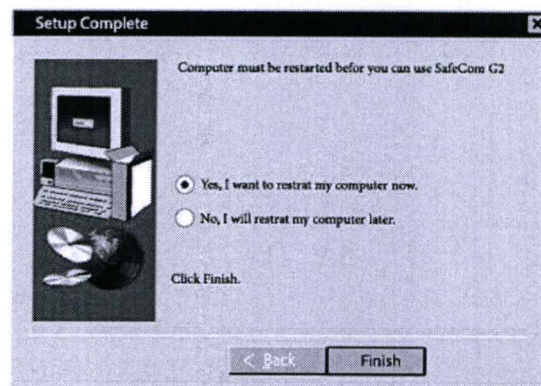 Setup Complete
Computer must be restarted befor you can use SafeCom G2
Yes, I want to restrat my computer now.
No, I will restrat my computer later.
Click Finish.
< Back
Finish